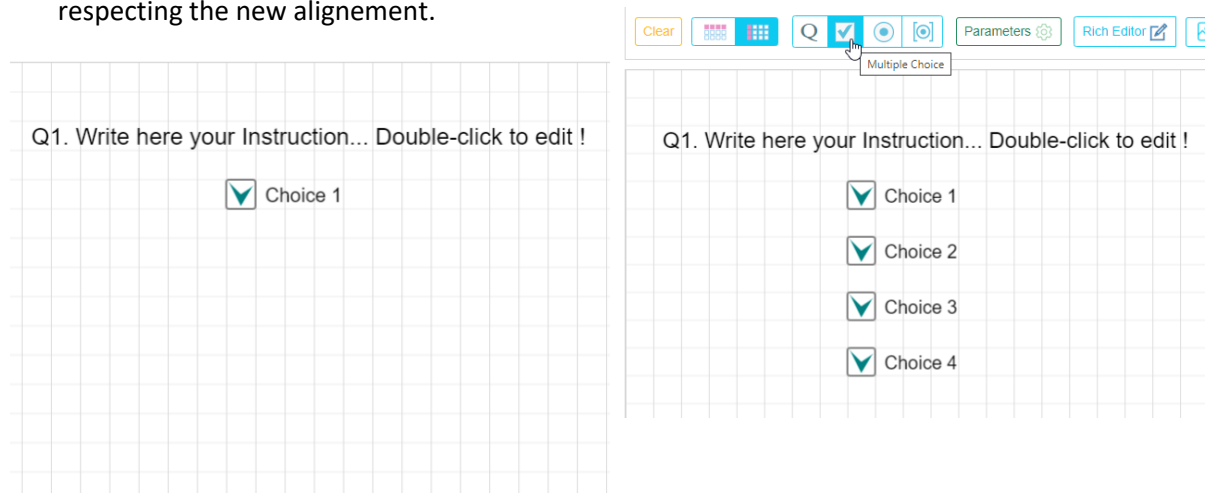 respecting the new alignement.
Q1. Write here your Instruction... Double-click to edit !
Choice 1
Clear Q Parameters Rich Editor
Multiple Choice
Q1. Write here your Instruction... Double-click to edit !
Choice 1
Choice 2
Choice 3
Choice 4